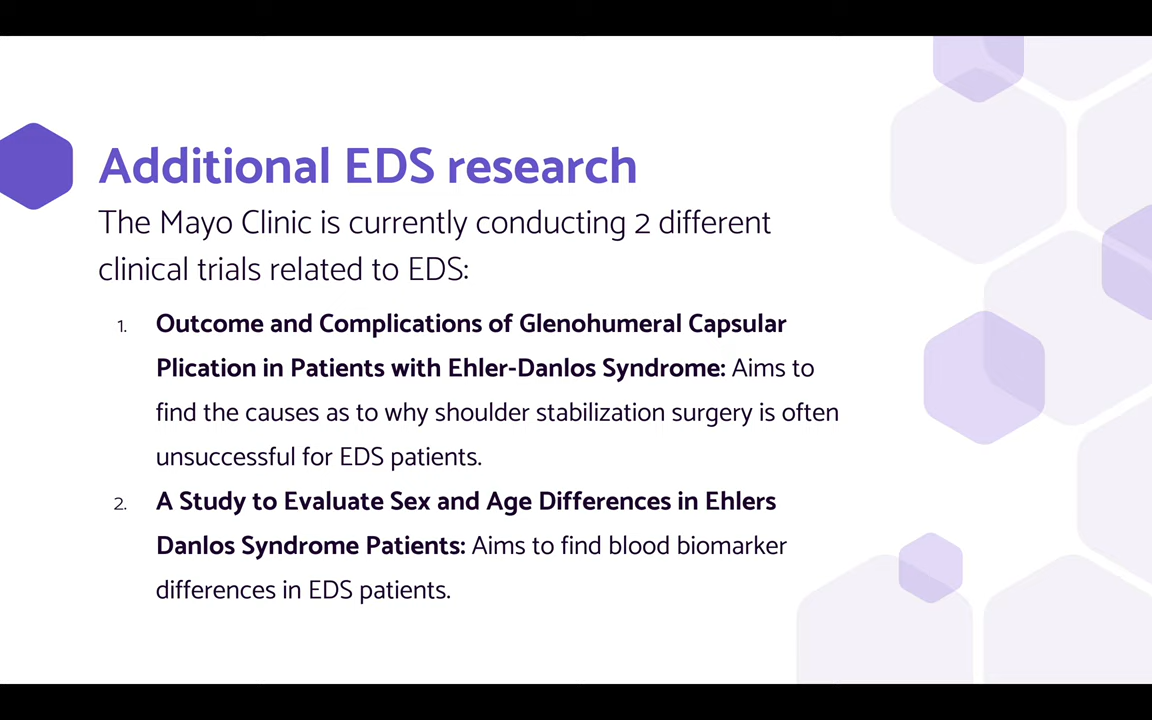 Additional EDS research
The Mayo Clinic is currently conducting 2 different
clinical trials related to EDS:
1. Outcome and Complications of Glenohumeral Capsular
Plication in Patients with Ehler-Danlos Syndrome: Aims to
find the causes as to why shoulder stabilization surgery is often
unsuccessful for EDS patients.
2. A Study to Evaluate Sex and Age Differences in Ehlers
Danlos Syndrome Patients: Aims to find blood biomarker
differences in EDS patients.